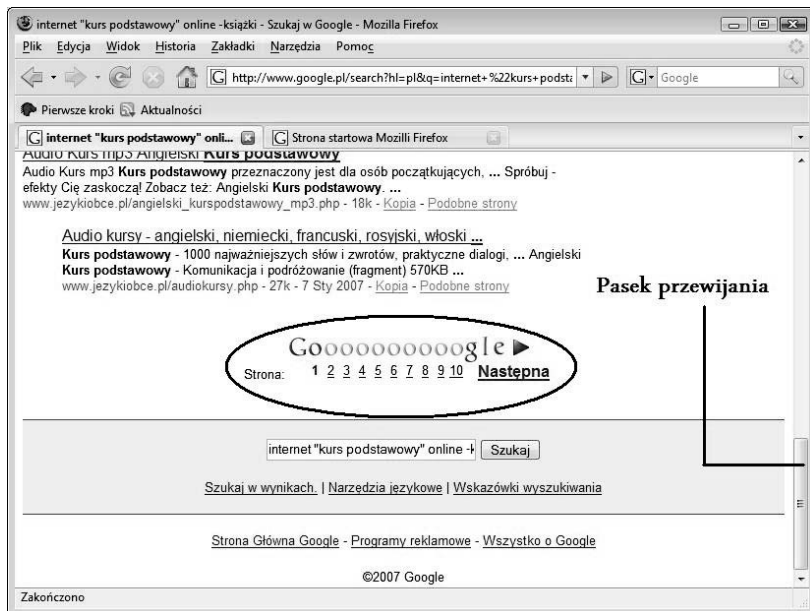 internet "kurs podstawowy" online -książki - Szukaj w Google - Mozilla Firefox
Plik Edycja Widok Historia Zakładki Narzędzia Pomoc
http://www.google.pl/search?hl=pl&q=internet+%22kurs+podsta G Google
Pierwsze kroki Aktualności
G internet "kurs podstawowy" onli... G Strona startowa Mozilli Firefox
Audio Kurs mp3 Angielski Kurs podstawowy
Audio Kurs mp3 Kurs podstawowy przeznaczony jest dla osób początkujących, ... Spróbuj -
efekty Cię zaskoczą! Zobacz też: Angielski Kurs podstawowy. ...
www.jezykiobce.pl/angielski_kurspodstawowy_mp3.php - 18k - Kopia - Podobne strony
Audio kursy - angielski, niemiecki, francuski, rosyjski, włoski ...
Kurs podstawowy - 1000 najważniejszych słów i zwrotów, praktyczne dialogi, ... Angielski
Kurs podstawowy - Komunikacja i podróżowanie (fragment) 570KB ...
www.jezykiobce.pl/audiokursy.php - 27k - 7 Sty 2007 - Kopia - Podobne strony
Pasek przewijania
Goooooooooogle
Strona: 1 2 3 4 5 6 7 8 9 10 Następna
internet "kurs podstawowy" online -k Szukaj
Szukaj w wynikach. | Narzędzia językowe | Wskazówki wyszukiwania
Strona Główna Google - Programy reklamowe - Wszystko o Google
©2007 Google
Zakończono